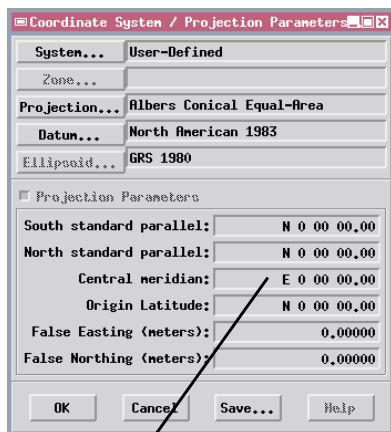 Coordinate System / Projection Parameters
System... User-Defined
Zone...
Projection... Albers Conical Equal-Area
Datum... North American 1983
Ellipsoid... GRS 1980
Projection Parameters
South standard parallel: N 0 00 00.00
North standard parallel: N 0 00 00.00
Central meridian: E 0 00 00.00
Origin Latitude: N 0 00 00.00
False Easting (meters): 0.00000
False Northing (meters): 0.00000
OK Cancel Save... Help